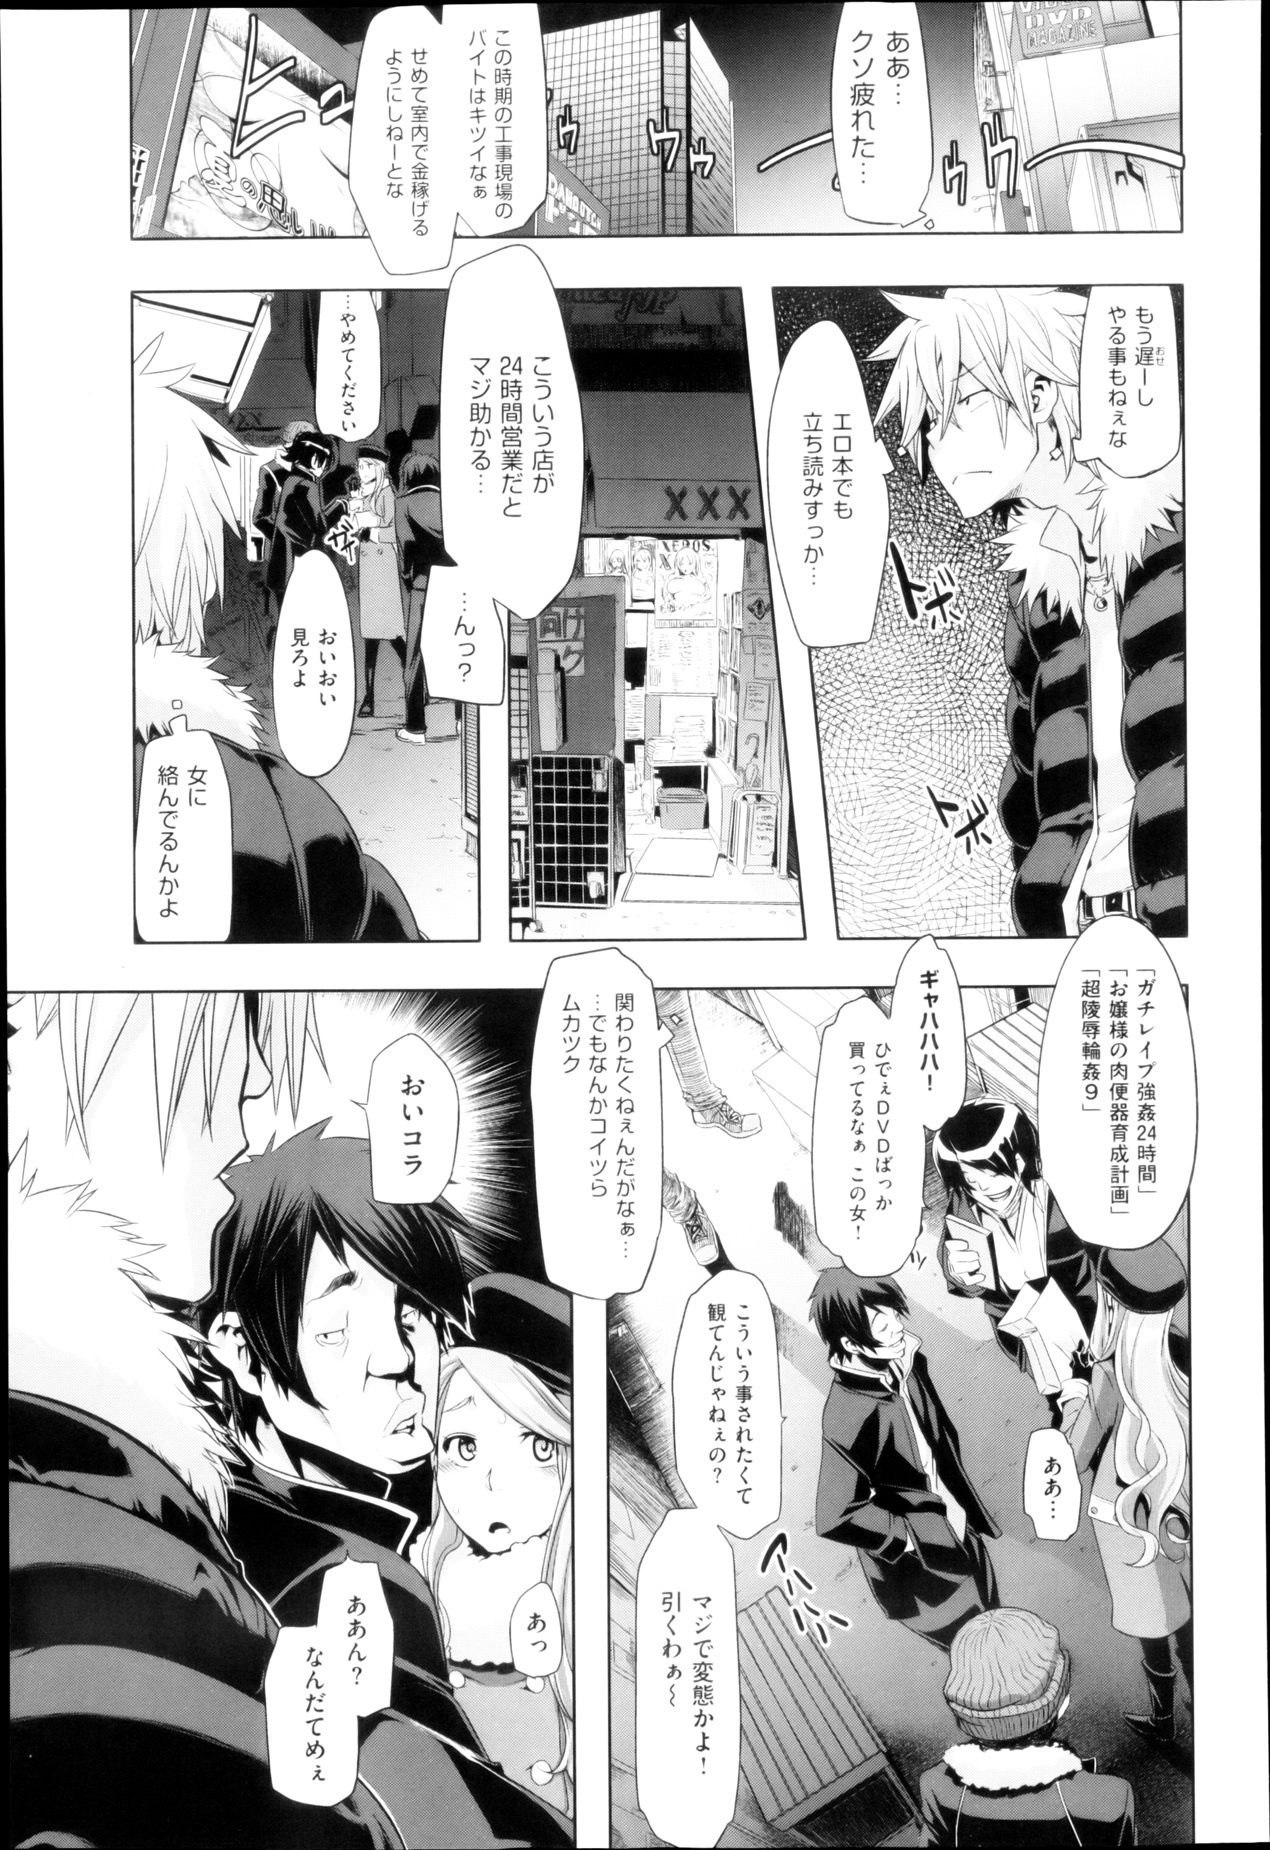 VIDEO
DVD
MAGAZINE
ああ…
クソ疲れた…
この時期の工事現場の
バイトはキツイなぁ
せめて室内で金稼げる
ようにしねーとな
夏の思い
もう遅ーし
おせ
やる事もねぇな
エロ本でも
立ち読みすっか…
トボ
トボ
XXX
こういう店が
24時間営業だと
マジ助かる…
…んっ？
…やめてください
おいおい
見ろよ
女に
絡んでるんかよ
「ガチレイプ強姦24時間」
「お嬢様の肉便器育成計画」
「超陵辱輪姦９」
ギャハハハ！
ひでぇＤＶＤばっか
買ってるなぁ この女！
ああ…
こういう事されたくて
観てんじゃねぇの？
マジで変態かよ！
引くわぁ～
アハハハ
関わりたくねぇんだがなぁ…
…でもなんかコイツら
ムカツク
おいコラ
あっ
ああん？
なんだてめぇ